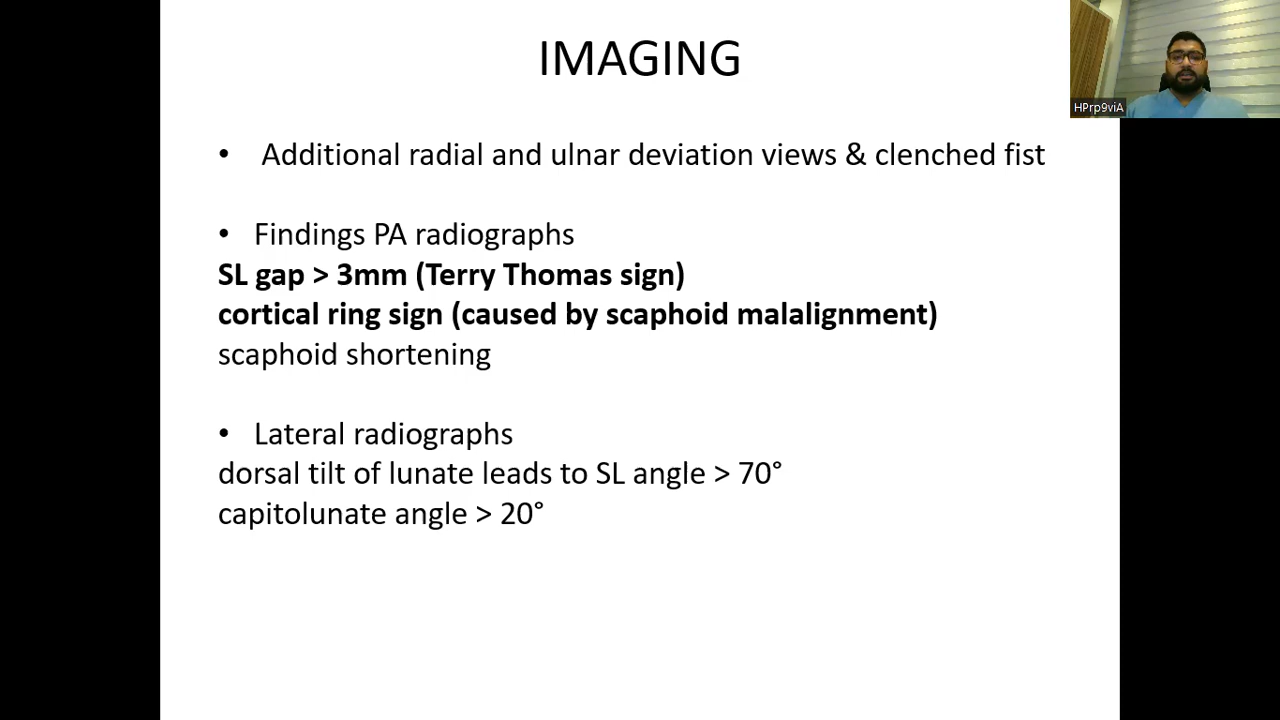 IMAGING
HPrp9viA
• Additional radial and ulnar deviation views & clenched fist
• Findings PA radiographs
SL gap > 3mm (Terry Thomas sign)
cortical ring sign (caused by scaphoid malalignment)
scaphoid shortening
• Lateral radiographs
dorsal tilt of lunate leads to SL angle > 70°
capitolunate angle > 20°